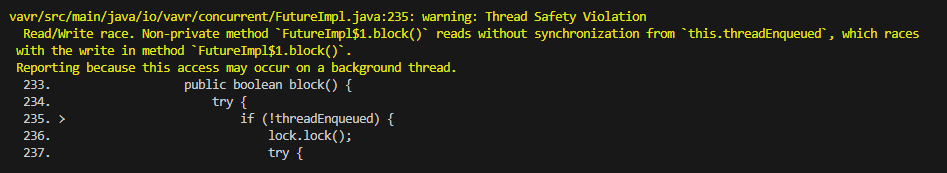 vavr/src/main/java/io/vavr/concurrent/FutureImpl.java:235: warning: Thread Safety Violation
  Read/Write race. Non-private method `FutureImpl$1.block()` reads without synchronization from `this.threadEnqueued`, which races
with the write in method `FutureImpl$1.block()`.
 Reporting because this access may occur on a background thread.
  233.                  public boolean block() {
  234.                      try {
  235. >                        if (!threadEnqueued) {
  236.                              lock.lock();
  237.                              try {